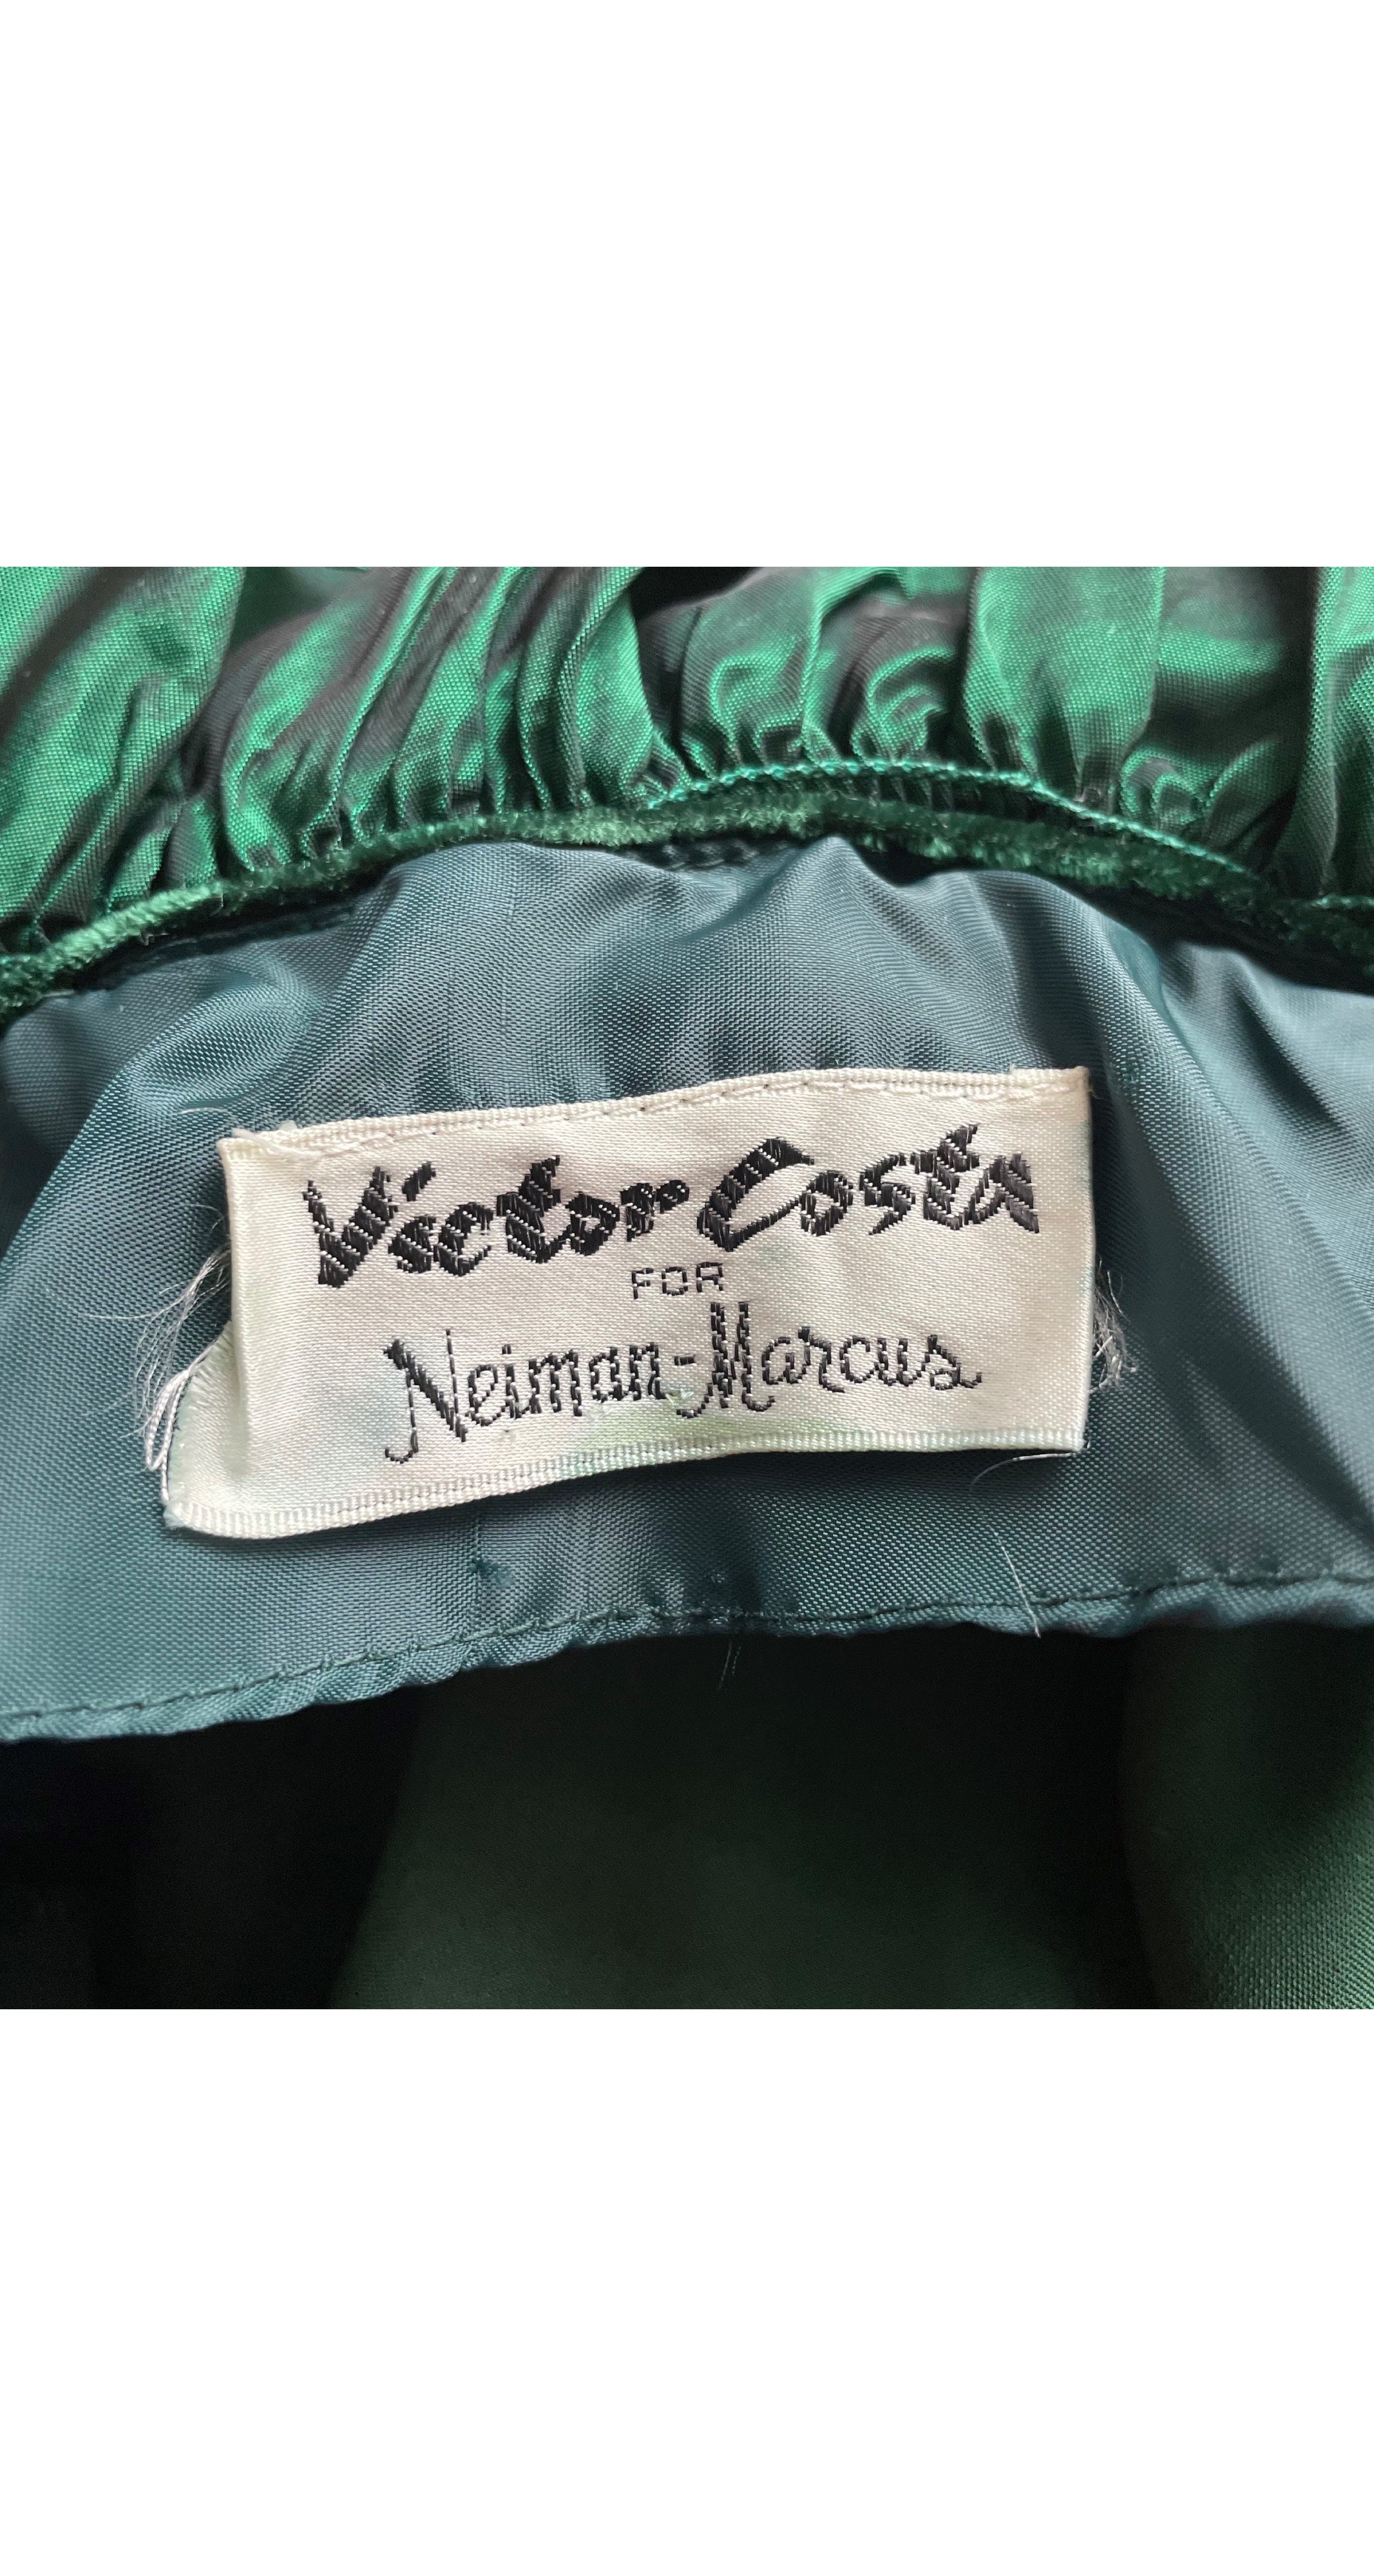 Victor Costa
FOR
Neiman-Marcus